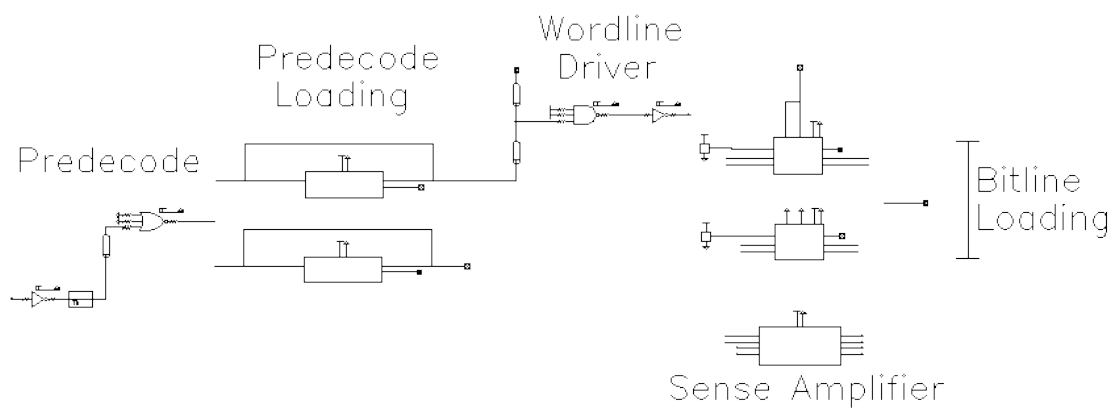 Predecode
Predecode
Loading
Wordline
Driver
Bitline
Loading
Sense Amplifier